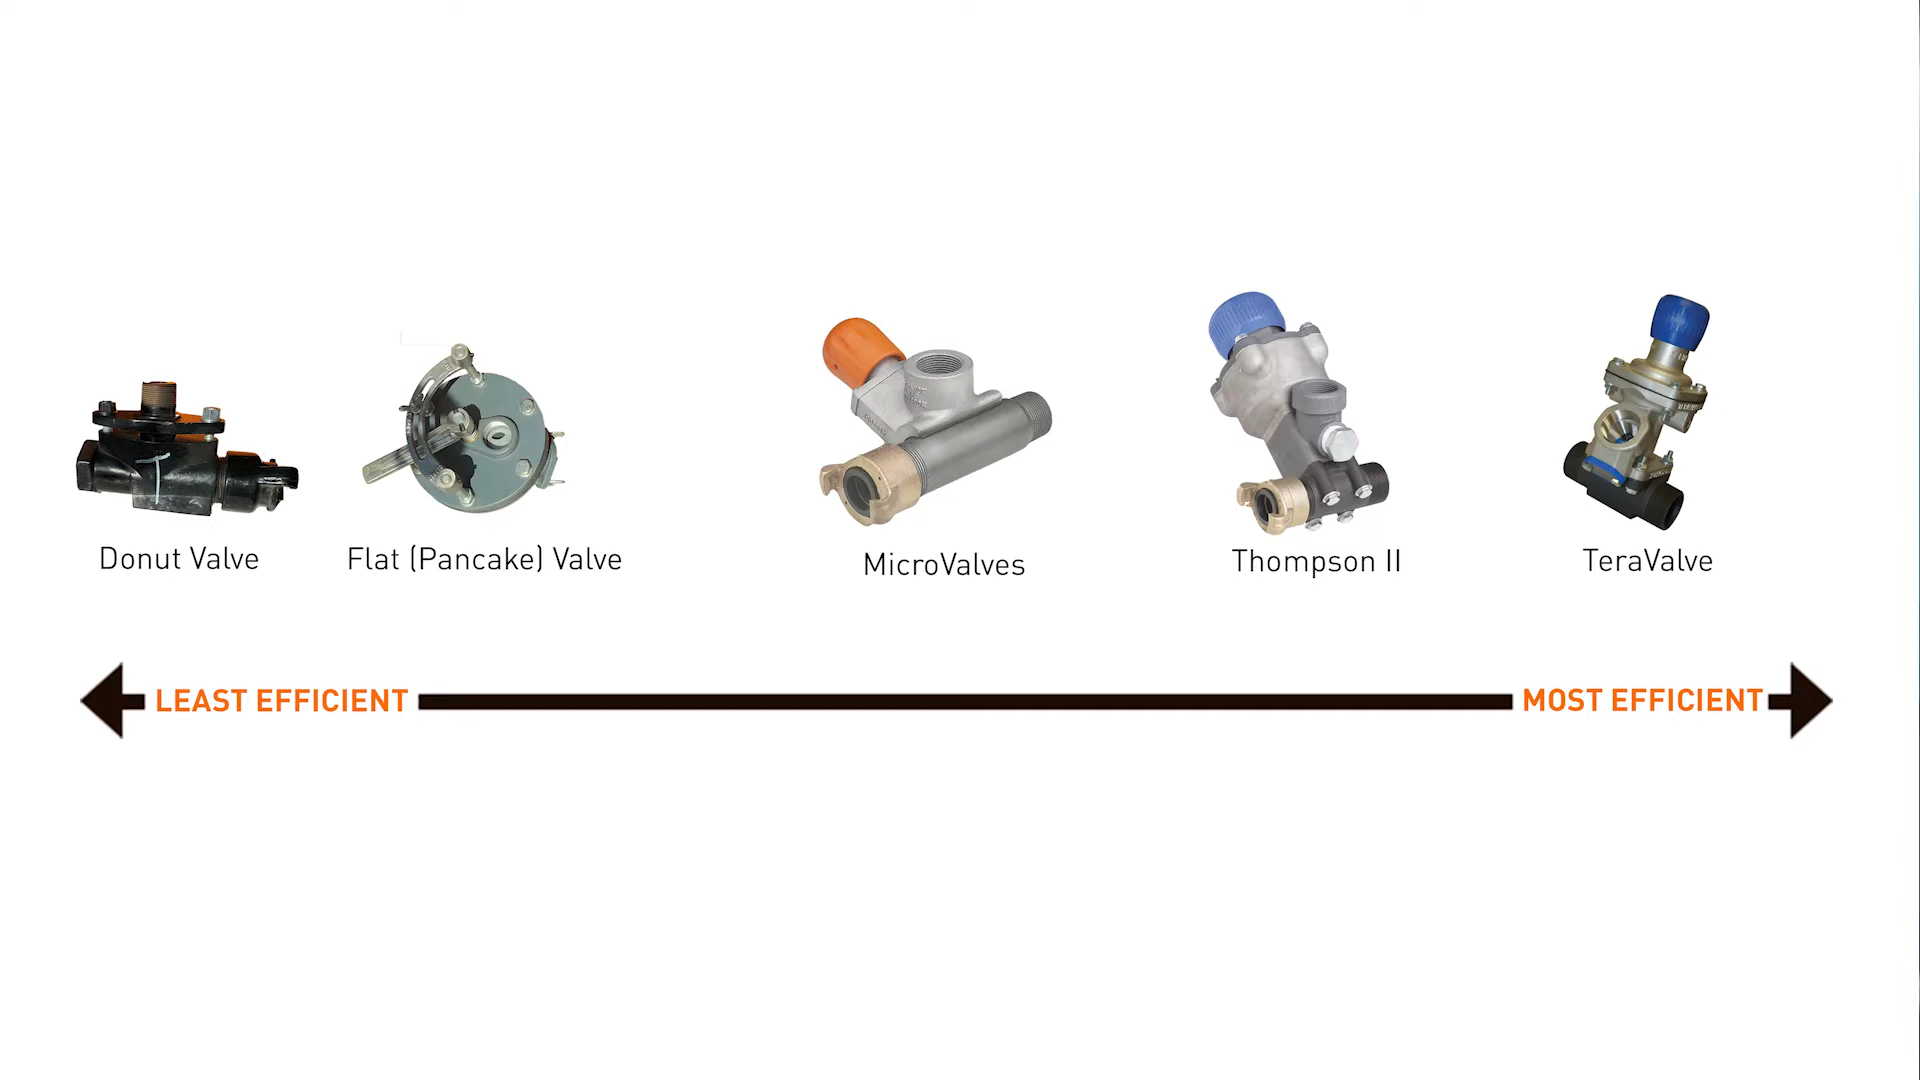 Donut Valve
Flat (Pancake) Valve
MicroValves
Thompson II
TeraValve
LEAST EFFICIENT
MOST EFFICIENT